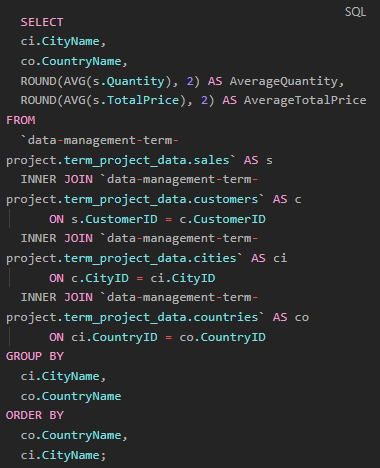 SQL
SELECT
ci.CityName,
co.CountryName,
ROUND(AVG(s.Quantity), 2) AS AverageQuantity,
ROUND(AVG(s.TotalPrice), 2) AS AverageTotalPrice
FROM
`data-management-term-
project.term_project_data.sales` AS s
INNER JOIN `data-management-term-
project.term_project_data.customers` AS c
ON s.CustomerID = c.CustomerID
INNER JOIN `data-management-term-
project.term_project_data.cities` AS ci
ON c.CityID = ci.CityID
INNER JOIN `data-management-term-
project.term_project_data.countries` AS co
ON ci.CountryID = co.CountryID
GROUP BY
ci.CityName,
co.CountryName
ORDER BY
co.CountryName,
ci.CityName;